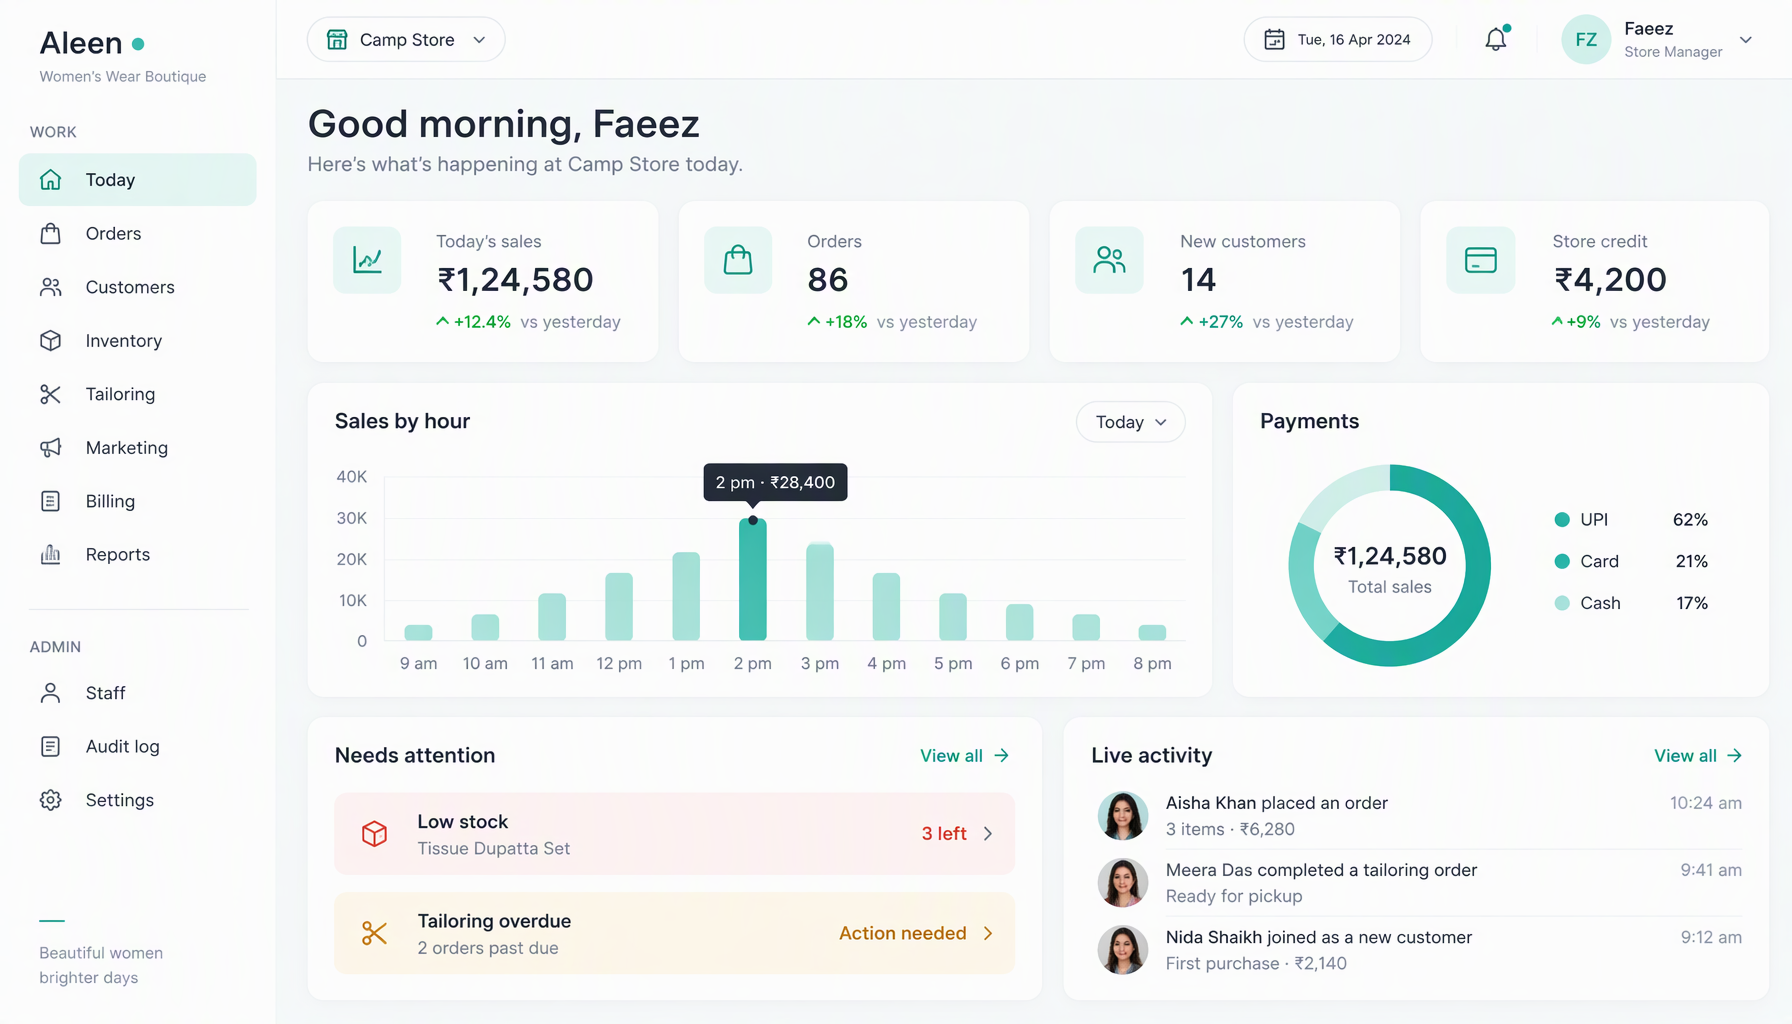 Aleen
Women's Wear Boutique
WORK
Today
Orders
Customers
Inventory
Tailoring
Marketing
Billing
Reports
ADMIN
Staff
Audit log
Settings
Beautiful women
brighter days
Camp Store
Tue, 16 Apr 2024
FZ
Faeez
Store Manager
Good morning, Faeez
Here's what's happening at Camp Store today.
Today's sales
₹1,24,580
+12.4% vs yesterday
Orders
86
+18% vs yesterday
New customers
14
+27% vs yesterday
Store credit
₹4,200
+9% vs yesterday
Sales by hour
Today
40K
30K
20K
10K
0
2 pm · ₹28,400
9 am 10 am 11 am 12 pm 1 pm 2 pm 3 pm 4 pm 5 pm 6 pm 7 pm 8 pm
Payments
₹1,24,580
Total sales
UPI 62%
Card 21%
Cash 17%
Needs attention
View all →
Low stock
Tissue Dupatta Set
3 left
Tailoring overdue
2 orders past due
Action needed
Live activity
View all →
Aisha Khan placed an order
10:24 am
3 items · ₹6,280
Meera Das completed a tailoring order
9:41 am
Ready for pickup
Nida Shaikh joined as a new customer
9:12 am
First purchase · ₹2,140